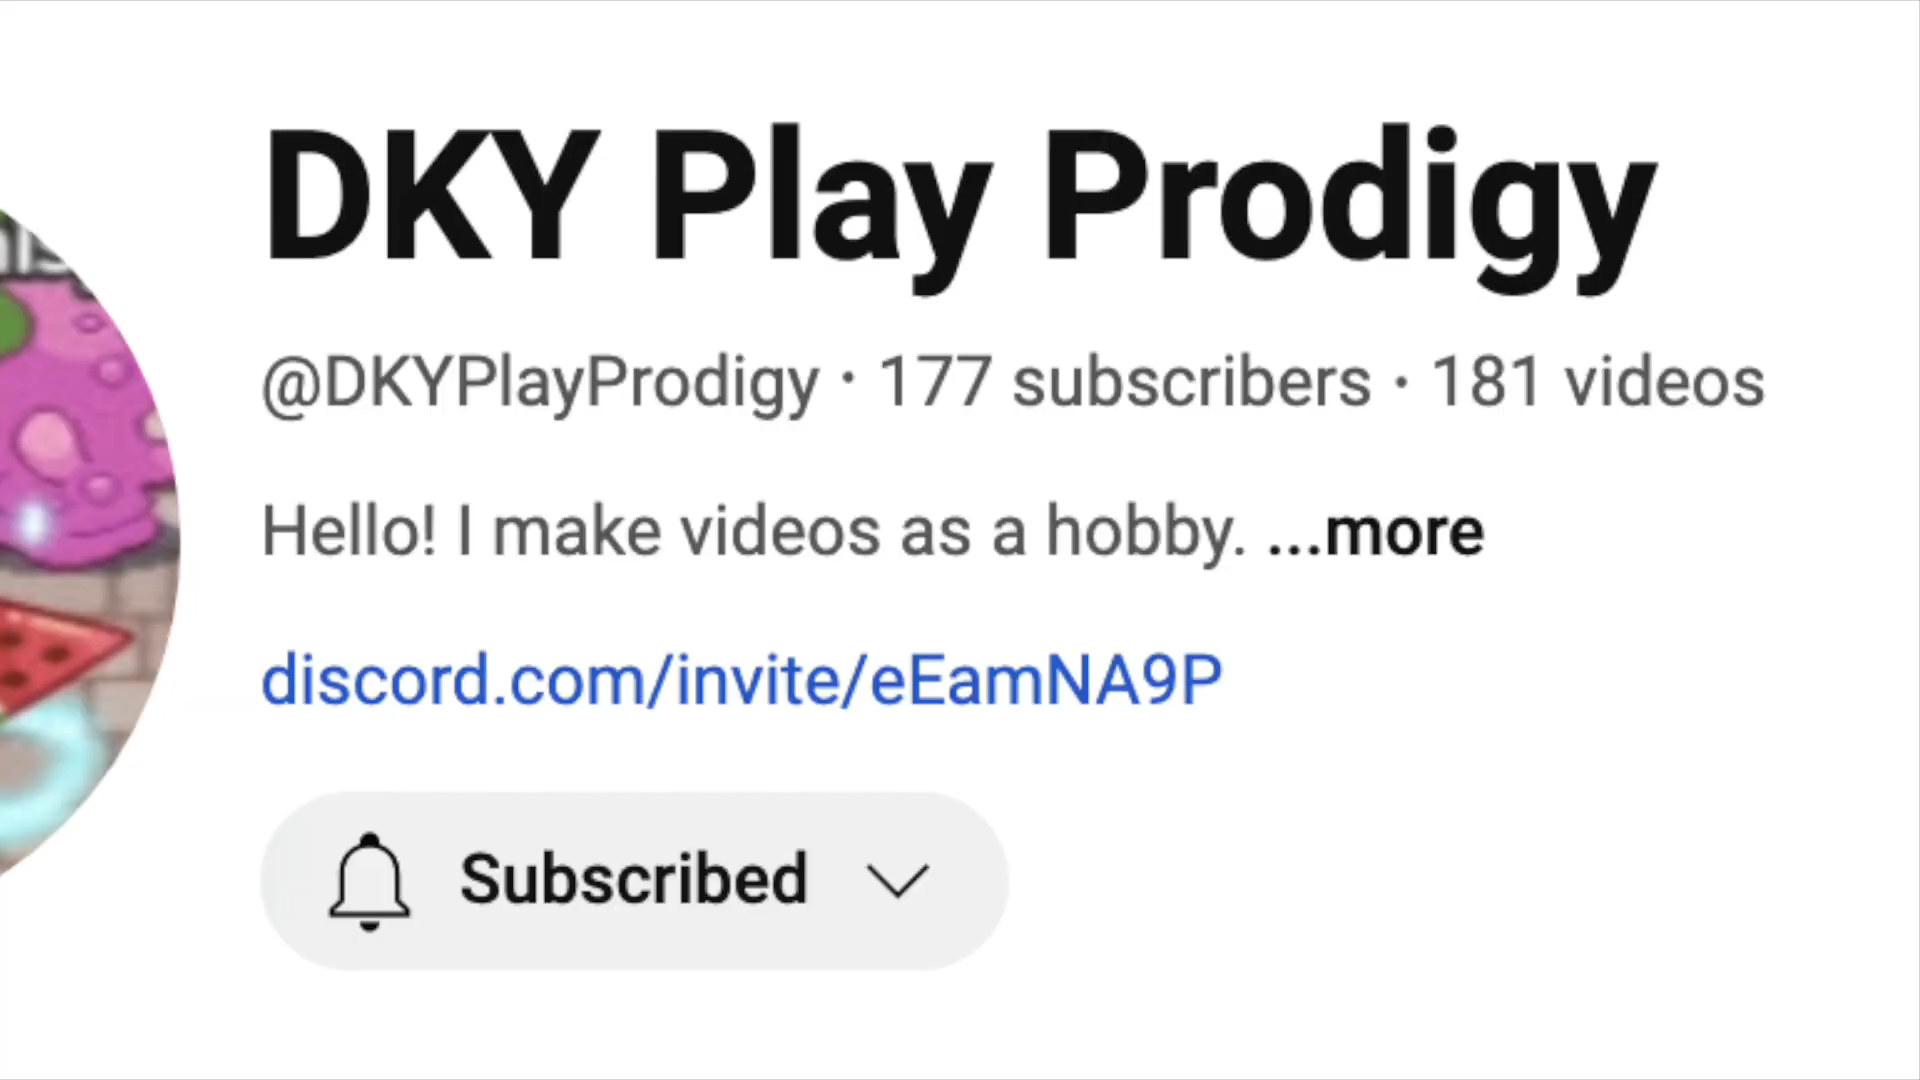 DKY Play Prodigy
@DKYPlayProdigy · 177 subscribers · 181 videos
Hello! I make videos as a hobby. ...more
discord.com/invite/eEamNA9P
Subscribed